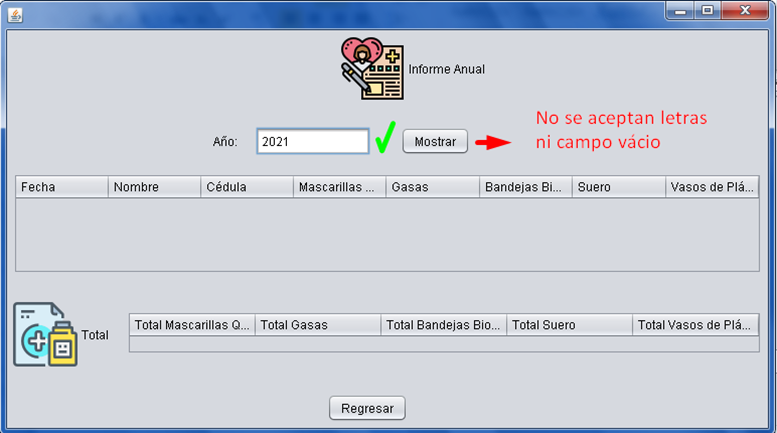 Informe Anual
No se aceptan letras
ni campo vácio
Año: 2021 Mostrar
Fecha Nombre Cédula Mascarillas ... Gasas Bandejas Bi... Suero Vasos de Plá...
Total Total Mascarillas Q... Total Gasas Total Bandejas Bio... Total Suero Total Vasos de Plá...
Regresar